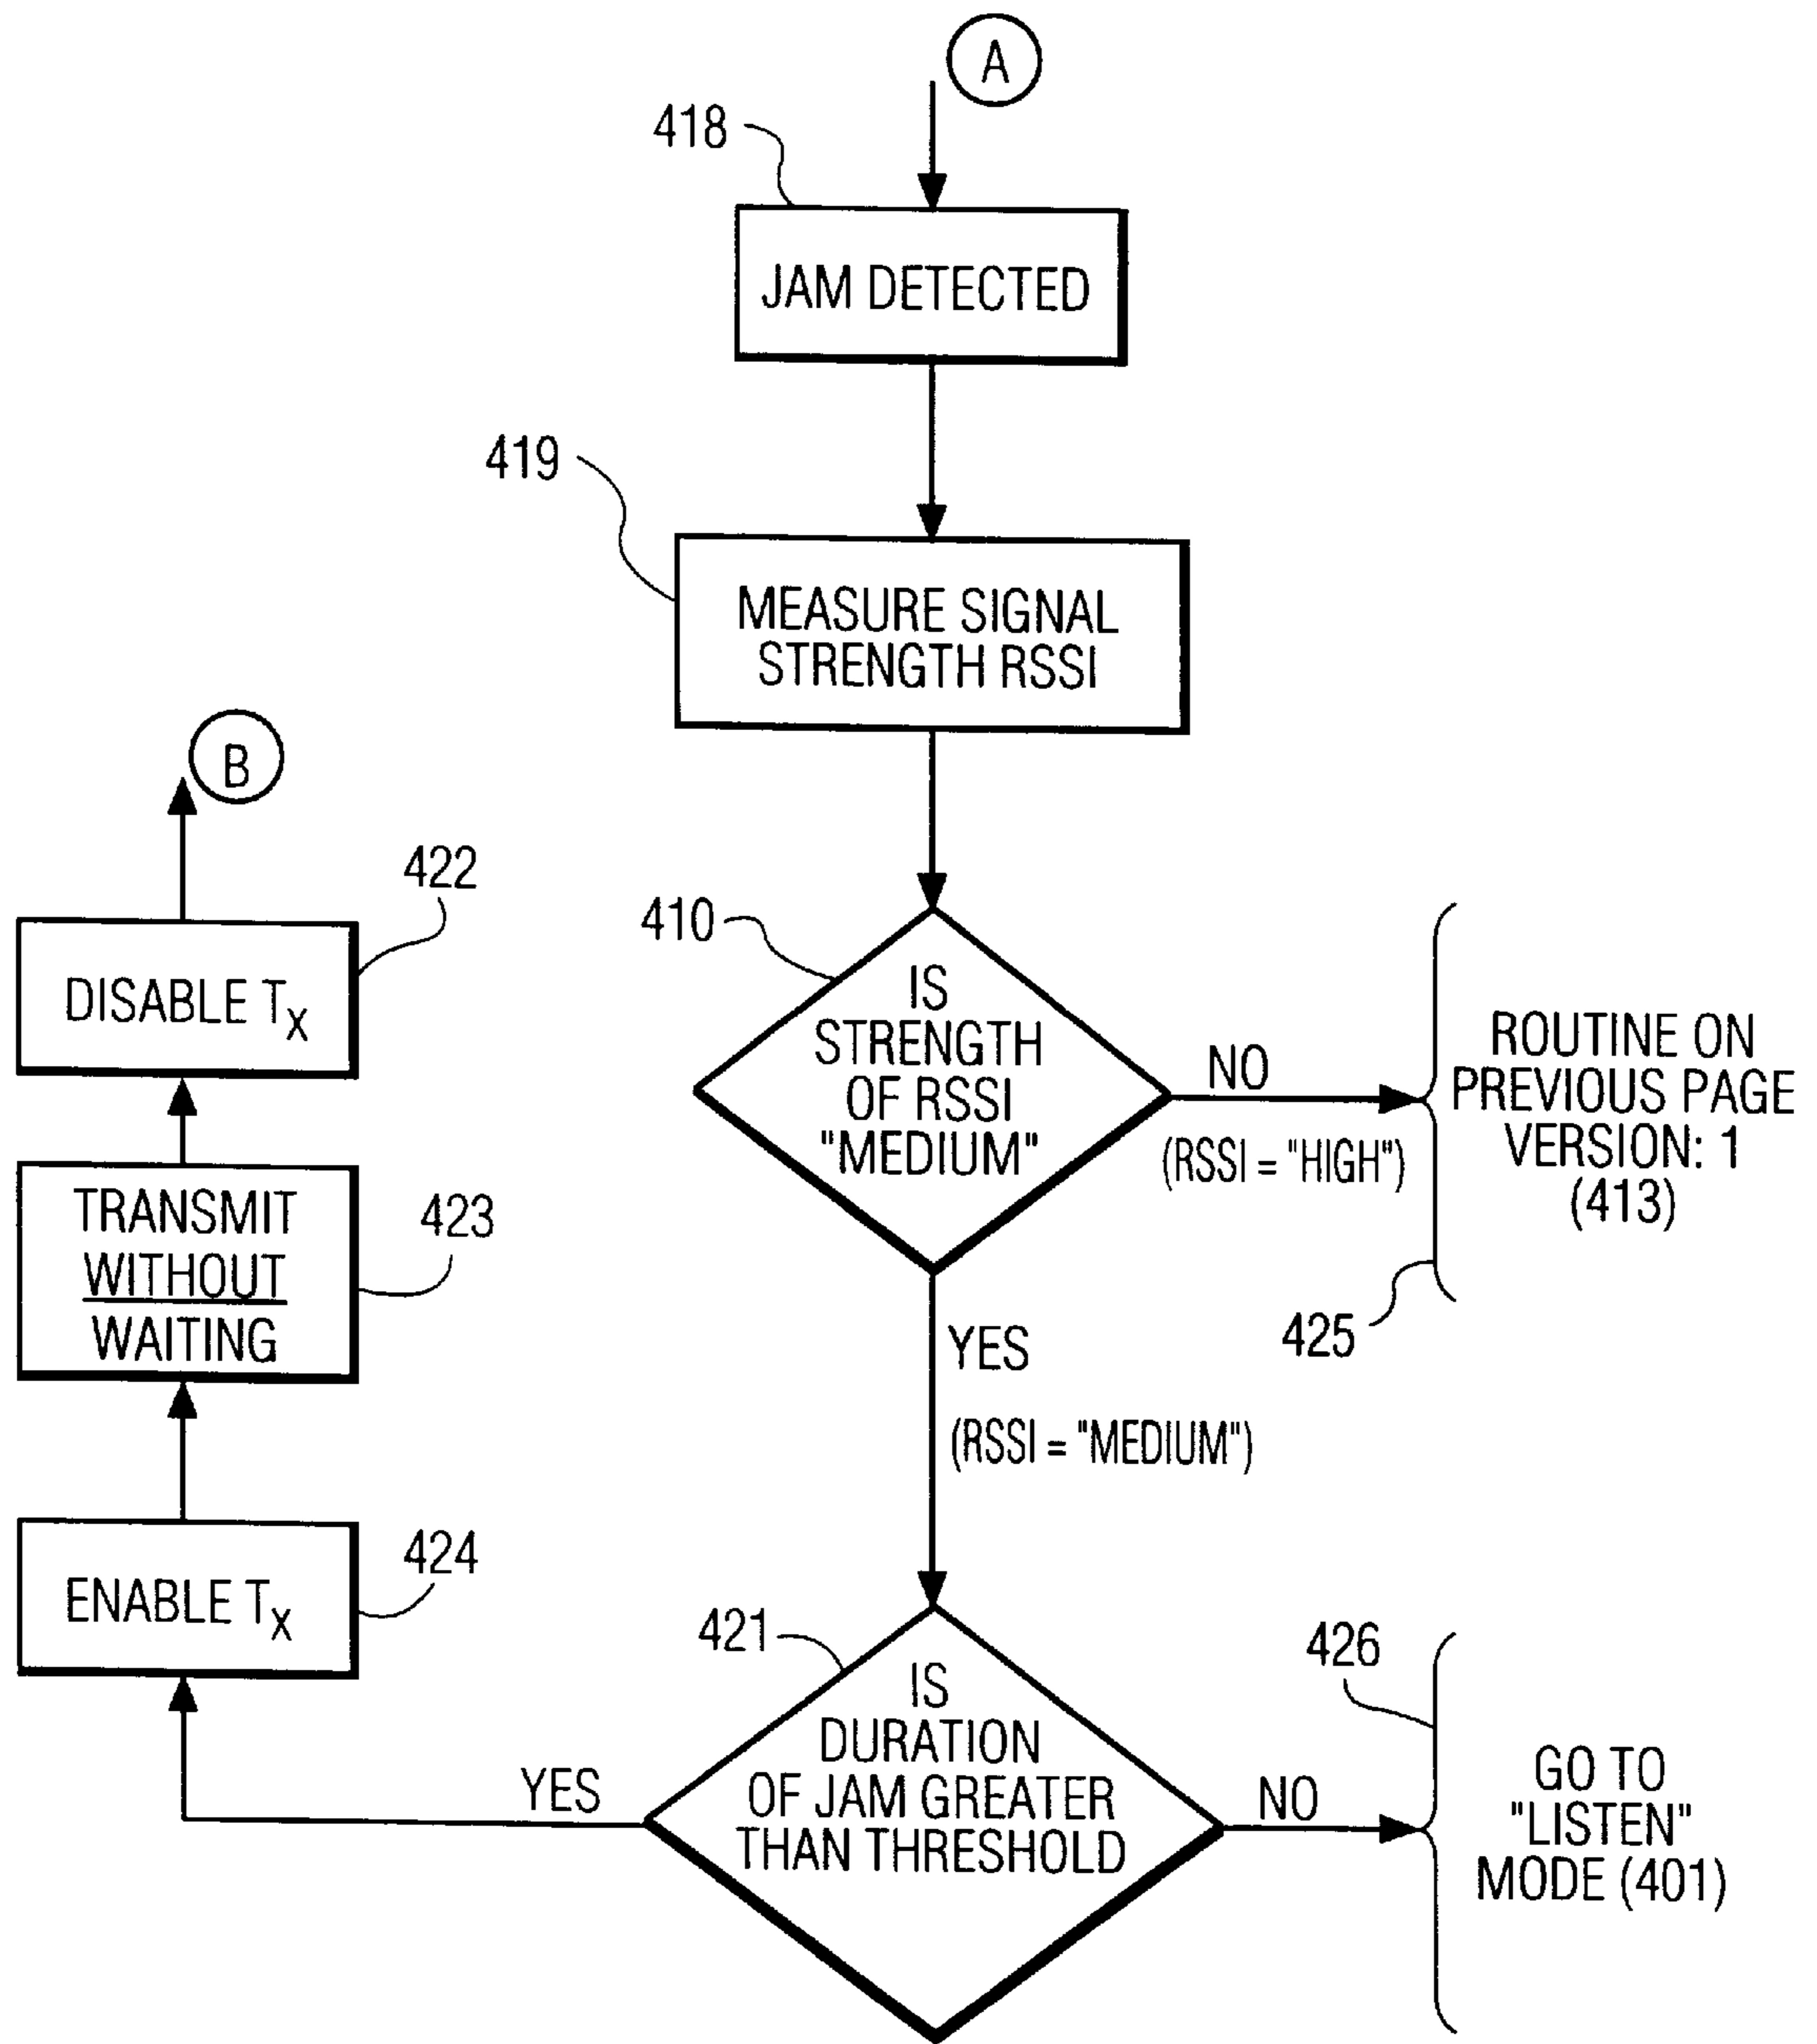 A
418
JAM DETECTED
419
MEASURE SIGNAL
STRENGTH RSSI
B
422
DISABLE TX
410
IS
STRENGTH
OF RSSI
"MEDIUM"
NO
(RSSI = "HIGH")
ROUTINE ON
PREVIOUS PAGE
VERSION: 1
(413)
425
TRANSMIT
WITHOUT
WAITING
423
YES
(RSSI = "MEDIUM")
ENABLE TX
424
421
IS
DURATION
OF JAM GREATER
THAN THRESHOLD
YES
NO
426
GO TO
"LISTEN"
MODE (401)